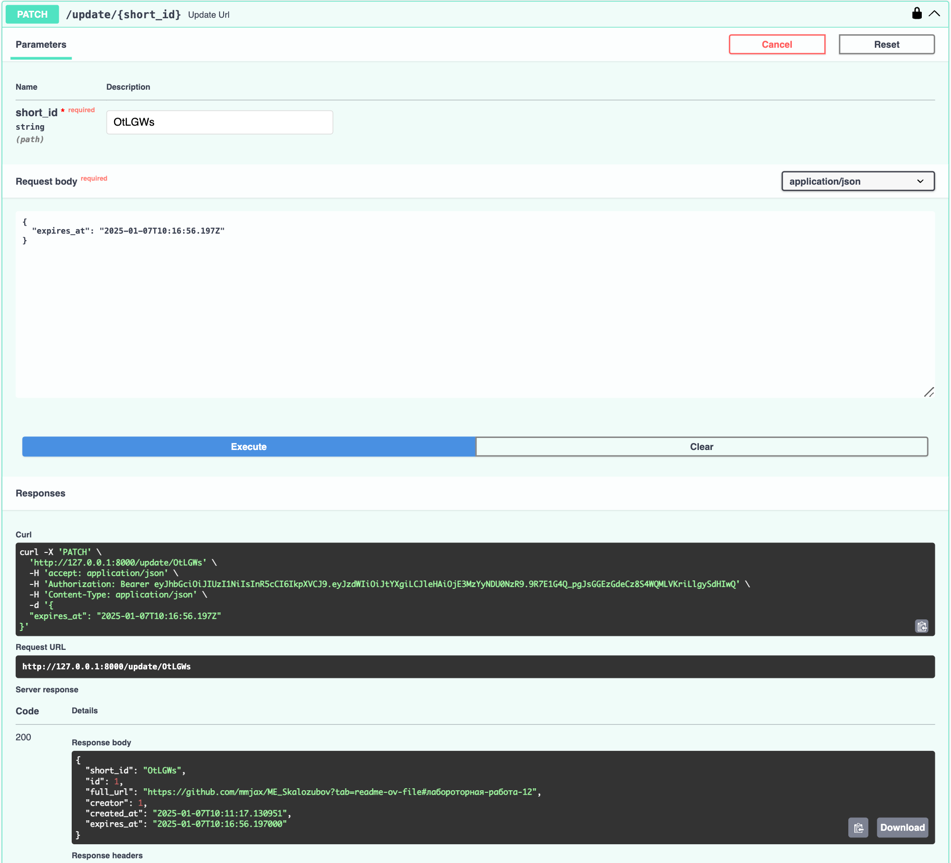 PATCH /update/{short_id} Update Url
Parameters Cancel Reset
Name Description
short_id * required
string
(path)
OtLGWs
Request body required application/json
{
  "expires_at": "2025-01-07T10:16:56.197Z"
}
Execute Clear
Responses
Curl
curl -X 'PATCH' \
  'http://127.0.0.1:8000/update/OtLGWs' \
  -H 'accept: application/json' \
  -H 'Authorization: Bearer eyJhbGciOiJIUzI1NiIsInR5cCI6IkpXVCJ9.eyJzdWIiOiJtYXgiLCJleHAiOjE3MzYyNDU0NzR9.9R7E1G4Q_pgJsGGEzGdeCz8S4WQMLVKriLlgySdHIwQ' \
  -H 'Content-Type: application/json' \
  -d '{
  "expires_at": "2025-01-07T10:16:56.197Z"
}'
Request URL
http://127.0.0.1:8000/update/OtLGWs
Server response
Code Details
200
Response body
{
  "short_id": "OtLGWs",
  "id": 1,
  "full_url": "https://github.com/mmjax/ME_Skalozubov?tab=readme-ov-file#лабороторная-работа-12",
  "creator": 1,
  "created_at": "2025-01-07T10:11:17.130951",
  "expires_at": "2025-01-07T10:16:56.197000"
}
Download
Response headers